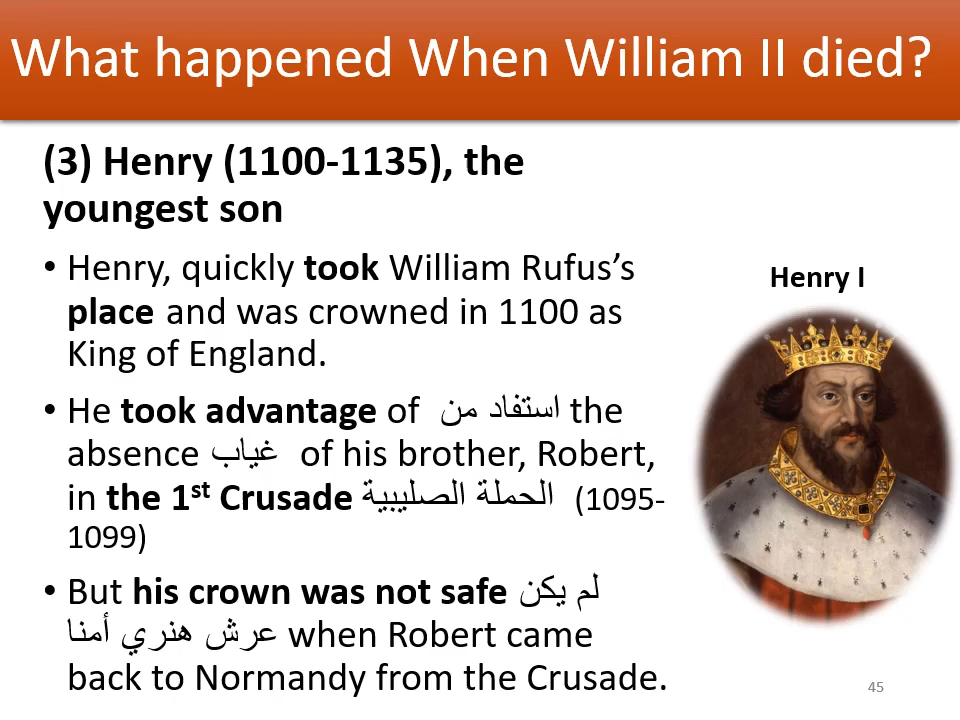 What happened When William II died?
(3) Henry (1100-1135), the
youngest son
• Henry, quickly took William Rufus’s
place and was crowned in 1100 as
King of England.
• He took advantage of استفاد من the
absence غياب of his brother, Robert,
in the 1st Crusade الحملة الصليبية (1095-
1099)
• But his crown was not safe لم يكن
عرش هنري أمنا when Robert came
back to Normandy from the Crusade.
Henry I
45